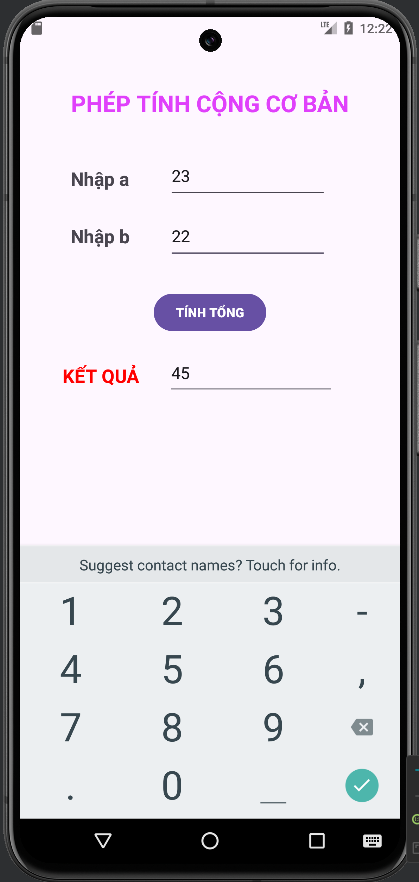 LTE 12:22
PHÉP TÍNH CỘNG CƠ BẢN
Nhập a 23
Nhập b 22
TÍNH TỔNG
KẾT QUẢ 45
Suggest contact names? Touch for info.
1 2 3 -
4 5 6 ,
7 8 9
. 0 _